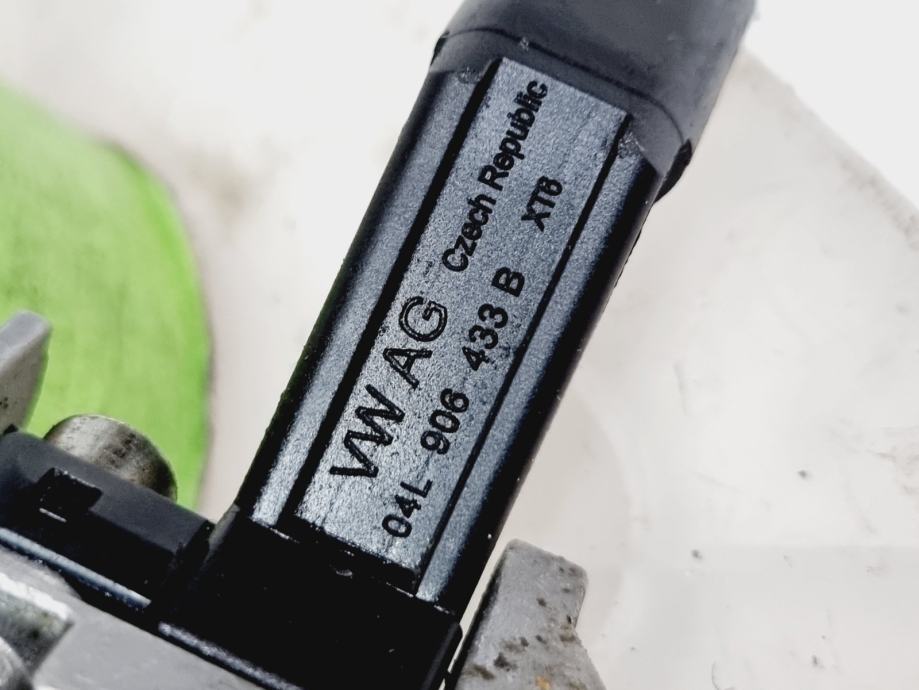 VW AG Czech Republic
04L 906 433 B XT6